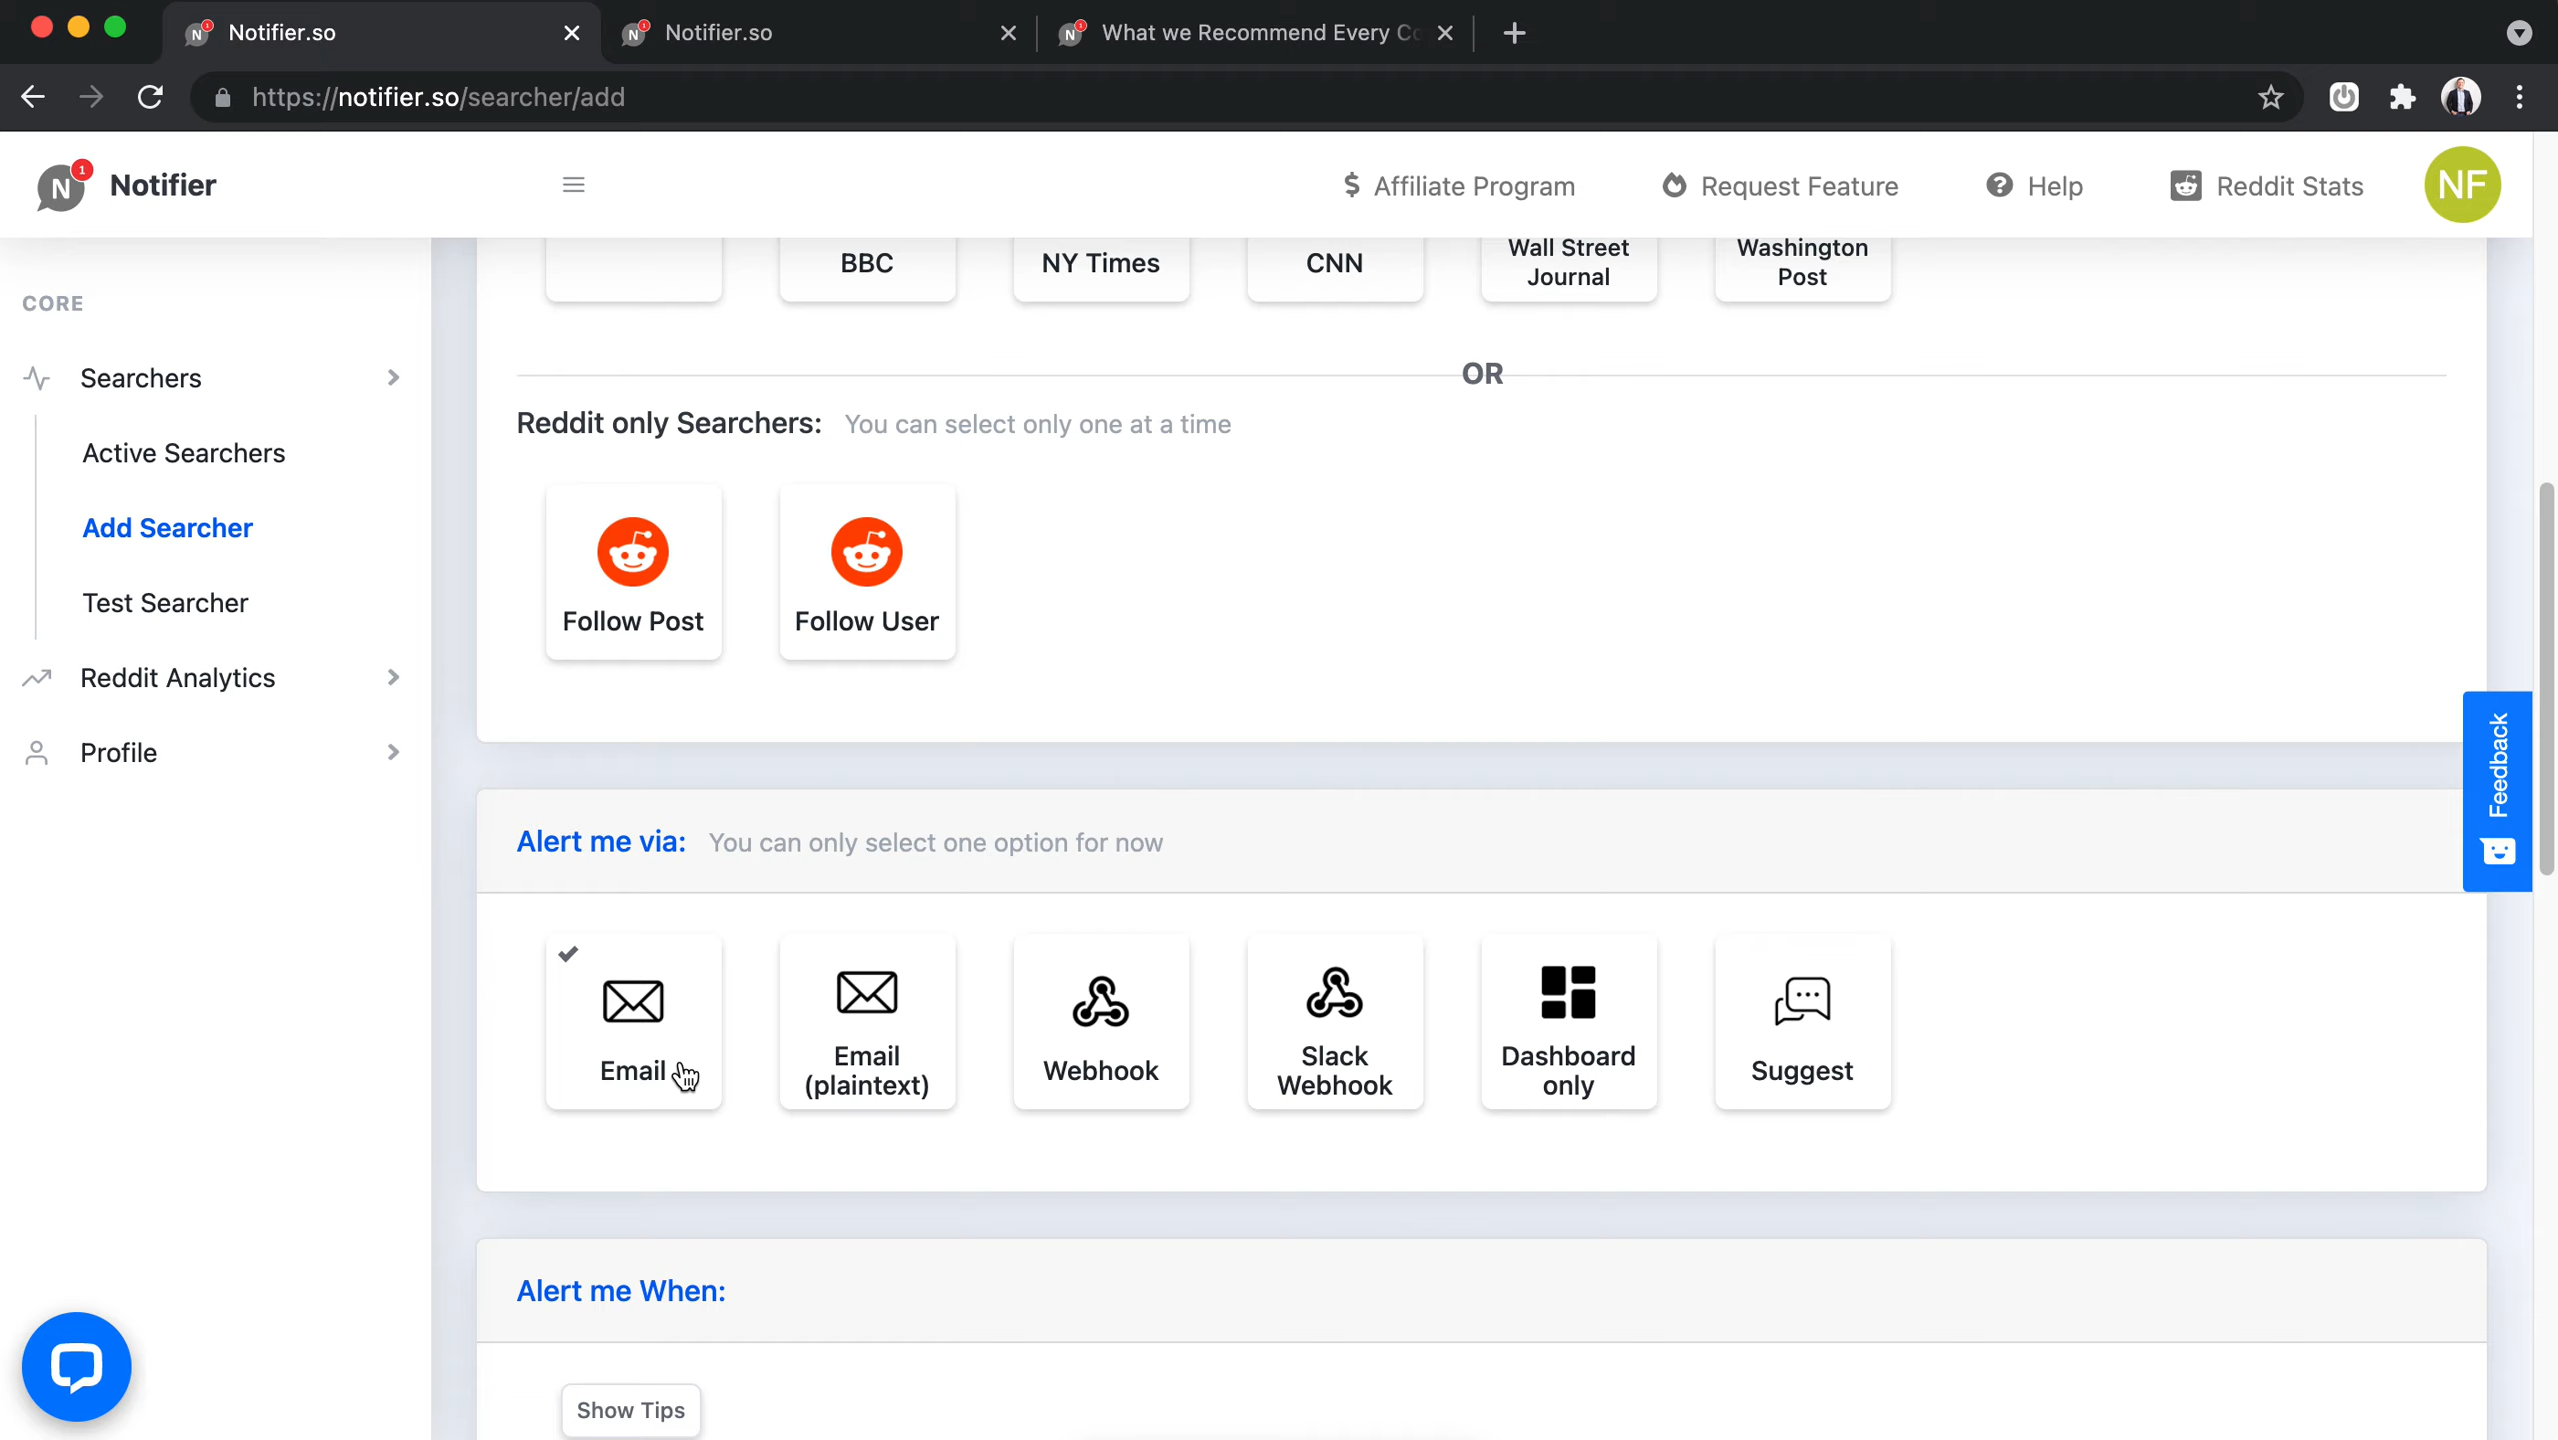 Notifier.so
Notifier.so
What we Recommend Every Co
https://notifier.so/searcher/add
N
1
Notifier
Affiliate Program
Request Feature
Help
Reddit Stats
NF
CORE
Searchers
Active Searchers
Add Searcher
Test Searcher
Reddit Analytics
Profile
BBC
NY Times
CNN
Wall Street
Journal
Washington
Post
OR
Reddit only Searchers: You can select only one at a time
Follow Post
Follow User
Feedback
Alert me via: You can only select one option for now
Email
Email
(plaintext)
Webhook
Slack
Webhook
Dashboard
only
Suggest
Alert me When:
Show Tips